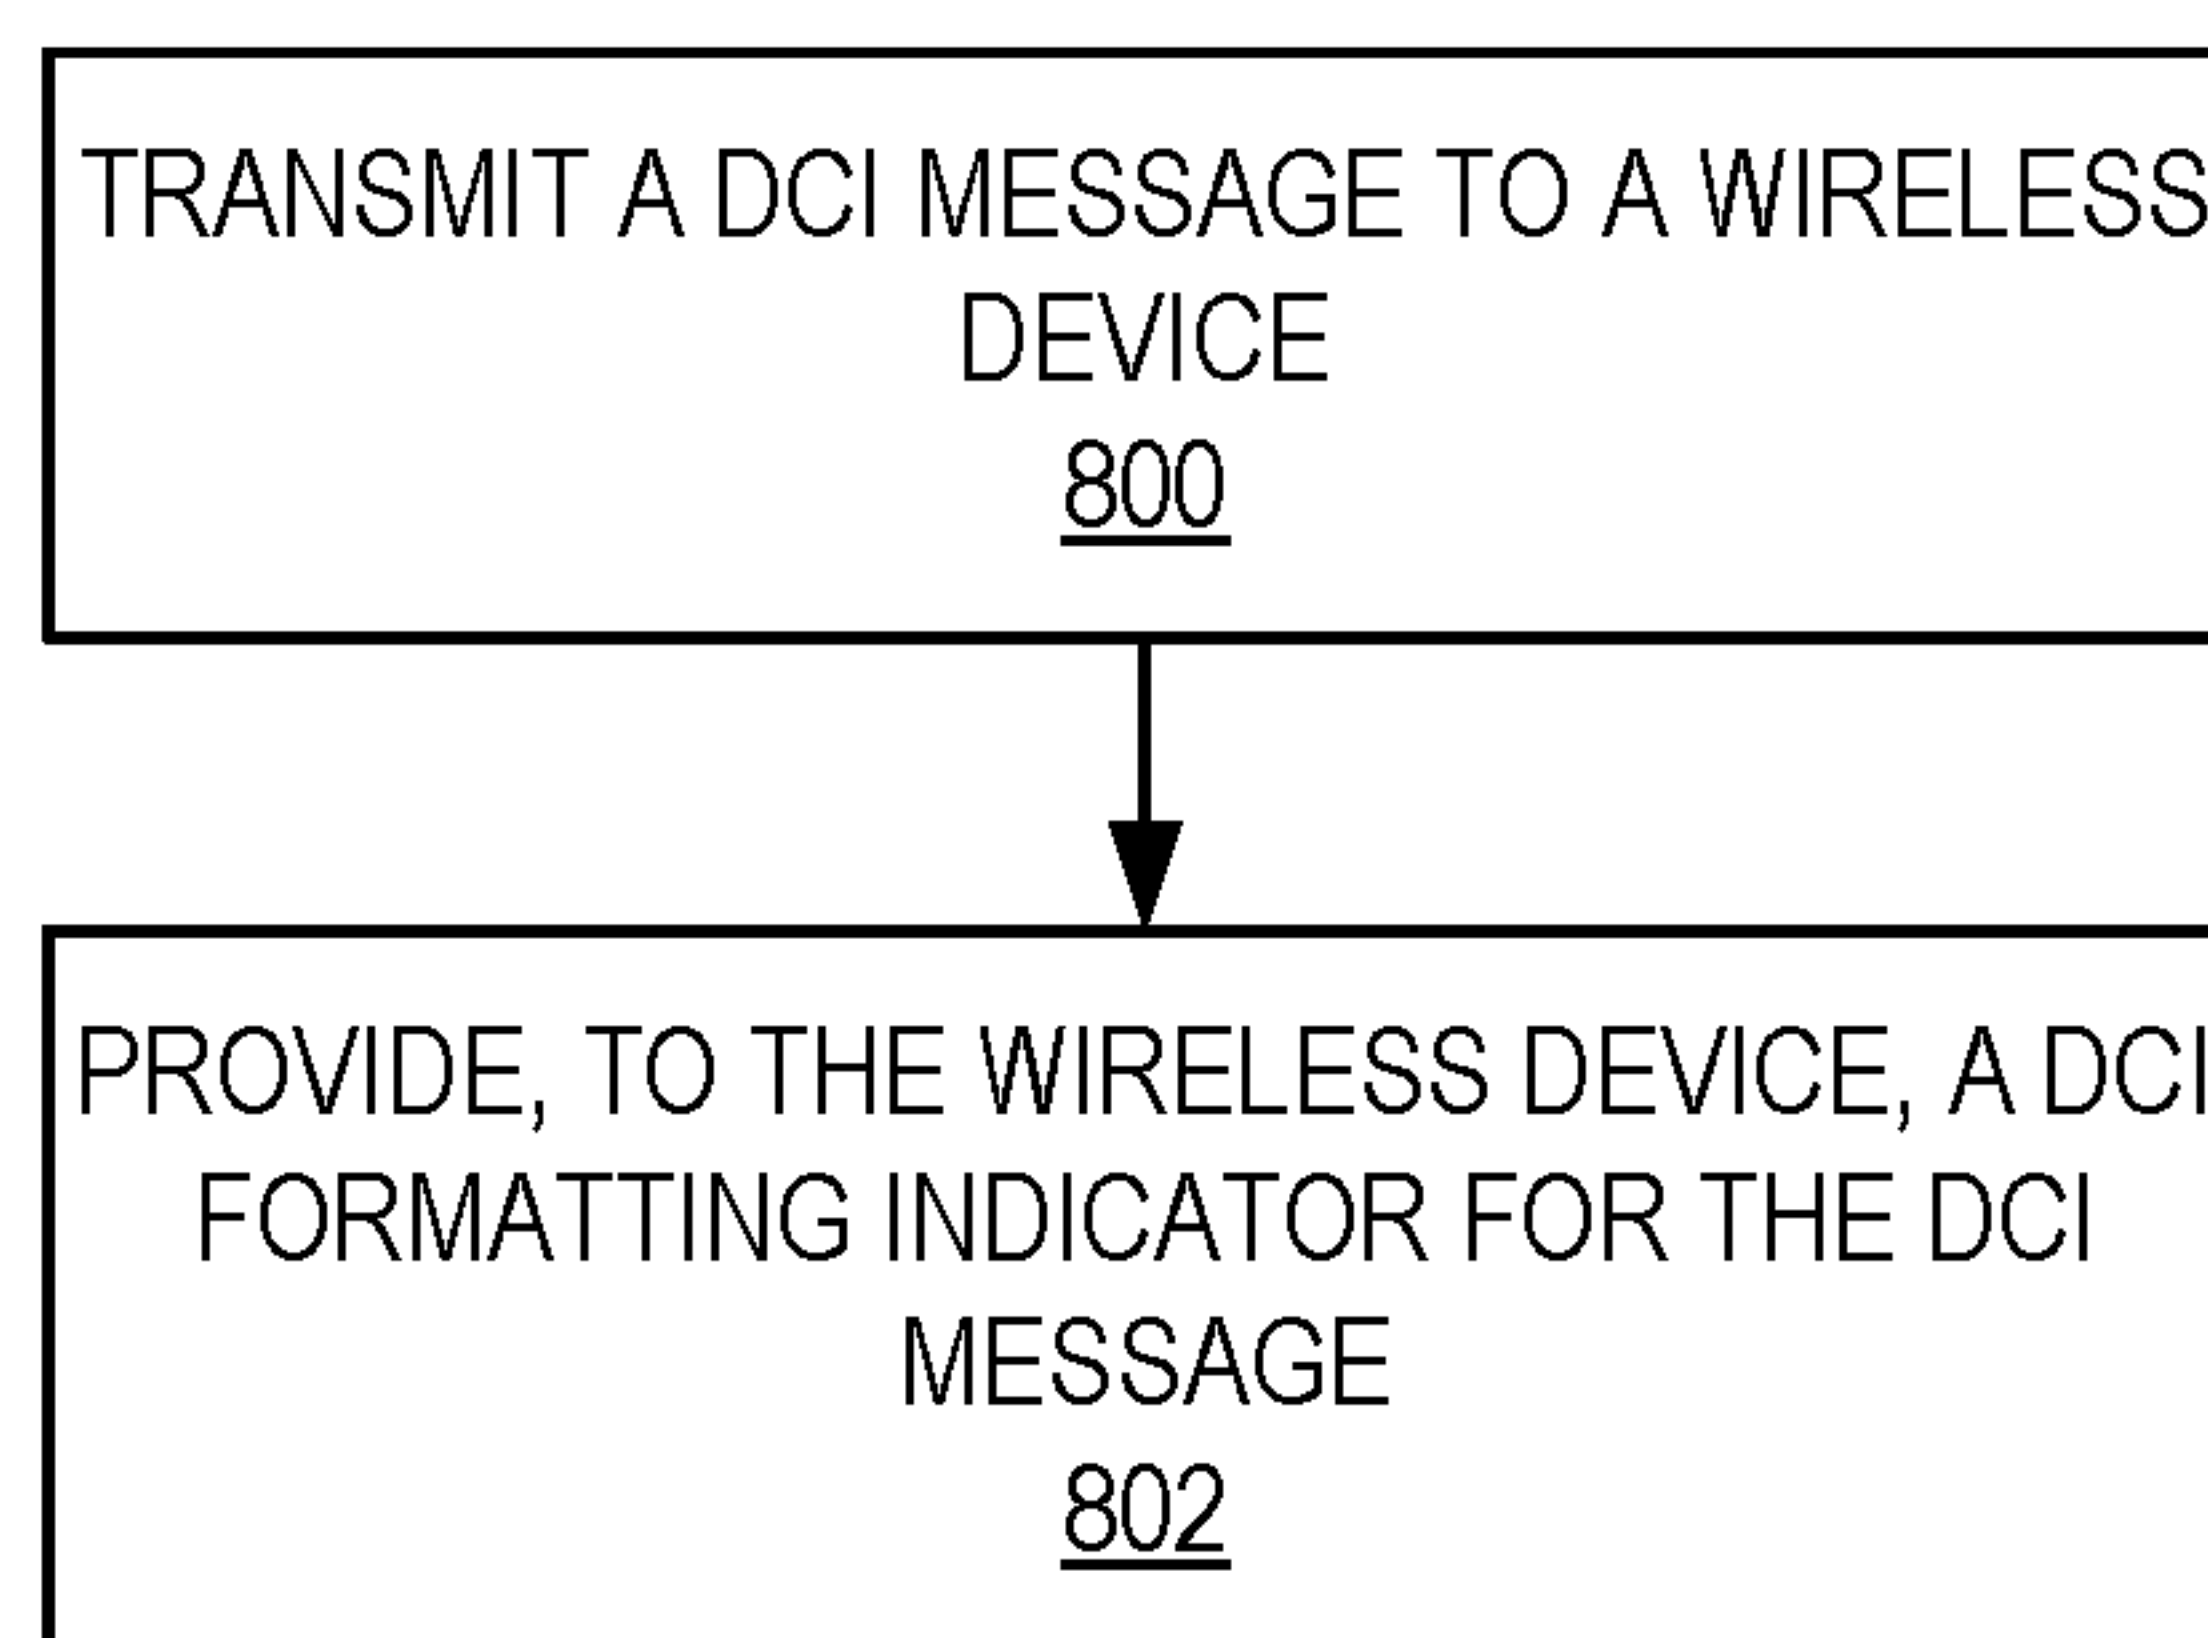 TRANSMIT A DCI MESSAGE TO A WIRELESS
DEVICE
800
PROVIDE, TO THE WIRELESS DEVICE, A DCI
FORMATTING INDICATOR FOR THE DCI
MESSAGE
802